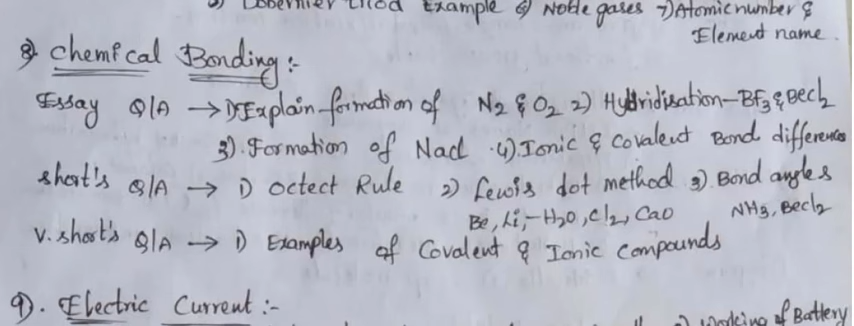 Dobernier Triad Example 6) Noble gases 7) Atomic number &
Element name.
8. Chemical Bonding :-
Essay Q/A → 1) Explain formation of N2 & O2 2) Hybridisation - BF3 & Becl2
3). Formation of Nacl 4). Ionic & Covalent Bond difference
short's Q/A → 1) Octect Rule 2) Lewis dot method 3) Bond angles
Be, Li, - H2O, Cl2, CaO NH3, Becl2
V. short's Q/A → 1) Examples of Covalent & Ionic Compounds
9). Electric Current :-
working of Battery